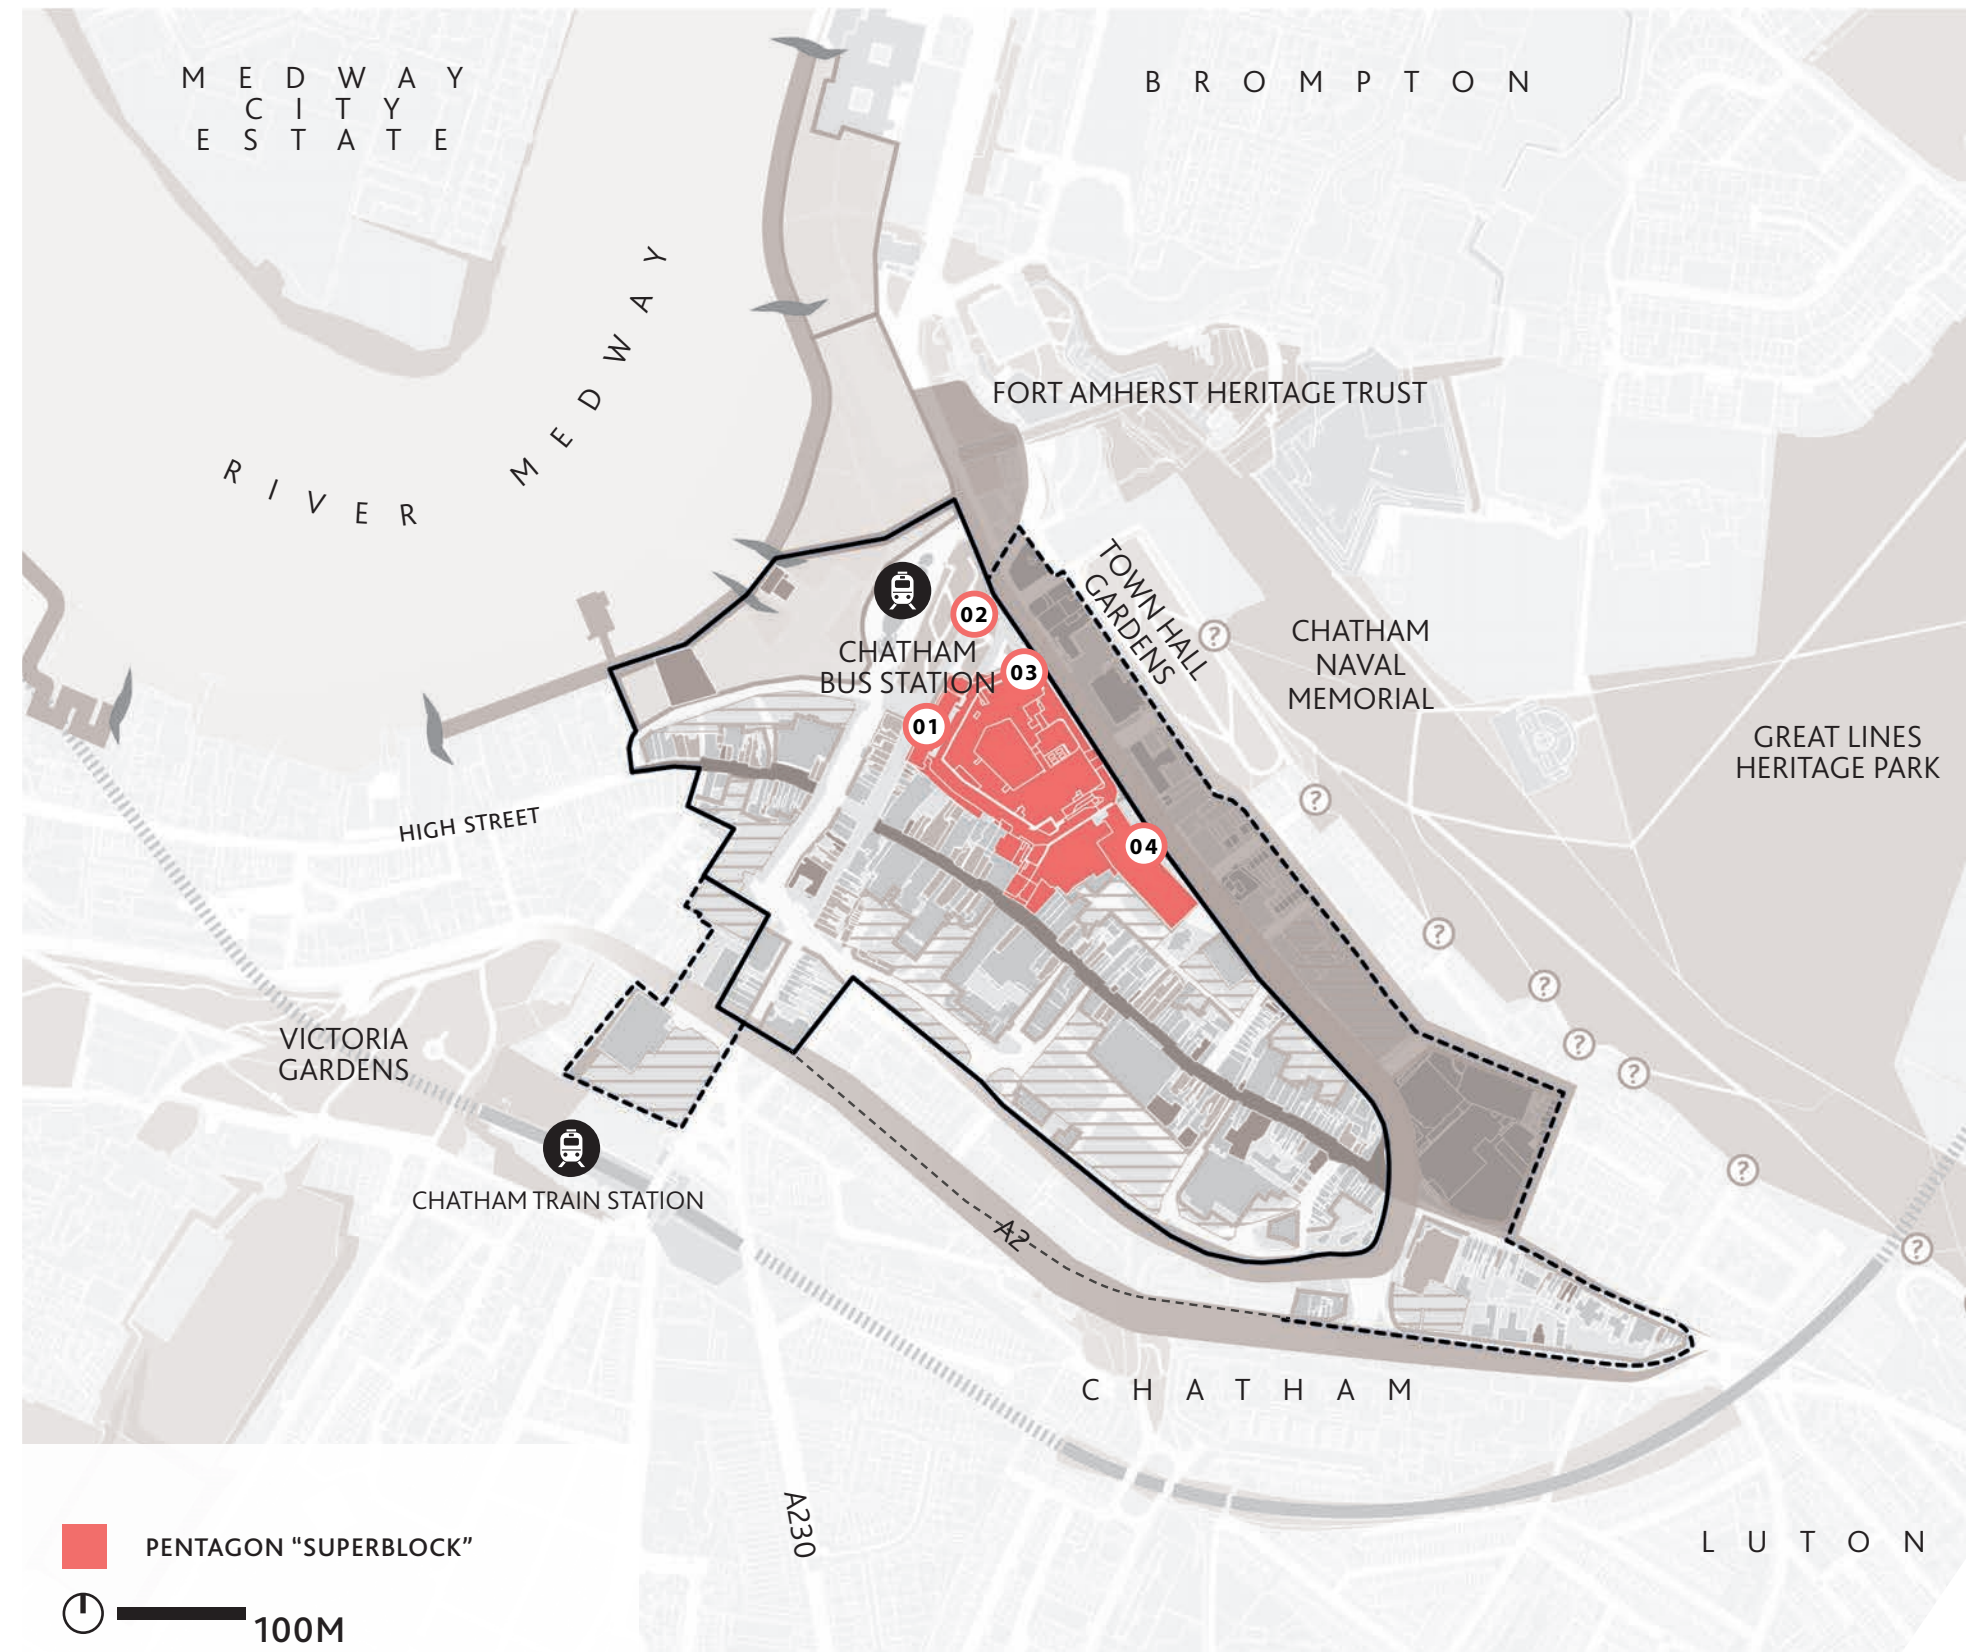 MEDWAY
CITY
ESTATE
BROMPTON
RIVER MEDWAY
FORT AMHERST HERITAGE TRUST
TOWN HALL
GARDENS
?
CHATHAM
NAVAL
MEMORIAL
02
CHATHAM
BUS STATION
03
01
GREAT LINES
HERITAGE PARK
?
HIGH STREET
04
?
?
VICTORIA
GARDENS
?
?
?
CHATHAM TRAIN STATION
A2
?
CHATHAM
A230
LUTON
PENTAGON “SUPERBLOCK”
100M